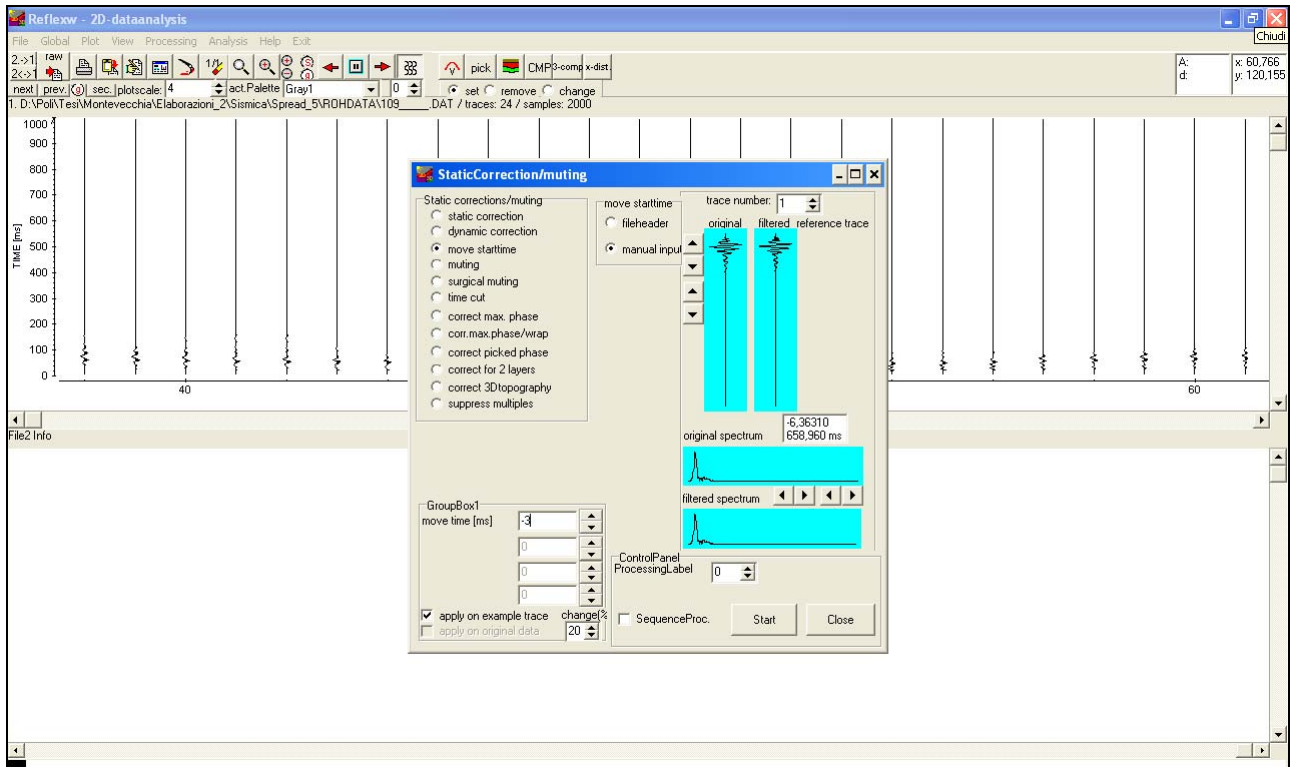 Reflexw - 2D-dataanalysis
File Global Plot View Processing Analysis Help Exit
Chiudi
2.->1 raw 1/2 pick CMP 3-comp x-dist. A: x: 60,766
2<->1 d: y: 120,155
next prev. (g) sec. plotscale: 4 act.Palette Gray1 0 set remove change
1. D:\Poli\Tesi\Montevecchia\Elaborazioni_2\Sismica\Spread_5\ROHDATA\109_____.DAT / traces: 24 / samples: 2000
TIME [ms]
1000
900
800
700
600
500
400
300
200
100
0
40 60
File2 Info
StaticCorrection/muting
Static corrections/muting
static correction
dynamic correction
move starttime
muting
surgical muting
time cut
correct max. phase
corr.max.phase/wrap
correct picked phase
correct for 2 layers
correct 3Dtopography
suppress multiples
move starttime
fileheader
manual input
trace number: 1
original filtered reference trace
-6,36310
658,960 ms
original spectrum
filtered spectrum
GroupBox1
move time [ms] -3
0
0
0
apply on example trace change(%
apply on original data 20
ControlPanel
ProcessingLabel 0
SequenceProc. Start Close